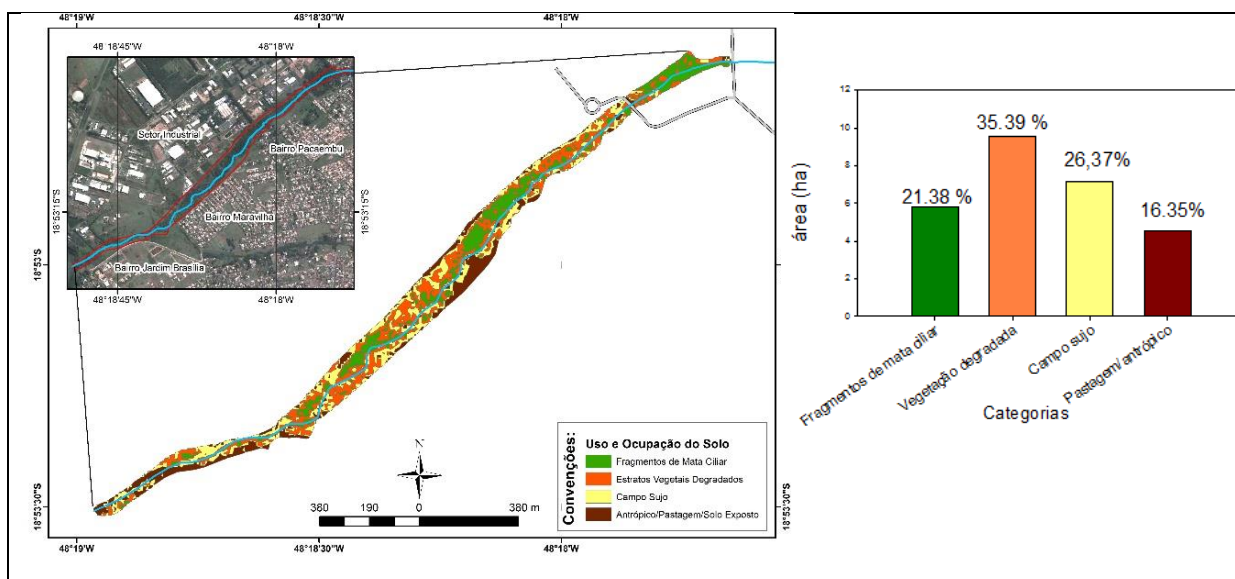 48°19'W
48°18'30"W
48°18'W
48°18'45"W
48°18'W
Setor Industrial
Bairro Pacaembu
Bairro Maravilha
Bairro Jardim Brasília
18°53'15"S
18°53'15"S
48°18'45"W
48°18'W
18°53'S
18°53'S
18°53'30"S
18°53'30"S
N
380 190 0 380 m
Convenções:
Uso e Ocupação do Solo
Fragmentos de Mata Ciliar
Estratos Vegetais Degradados
Campo Sujo
Antrópico/Pastagem/Solo Exposto
48°19'W
48°18'30"W
48°18'W
área (ha)
12
10
8
6
4
2
0
21.38 %
35.39 %
26,37%
16.35%
Fragmentos de mata ciliar
Vegetação degradada
Campo sujo
Pastagem/antrópico
Categorias